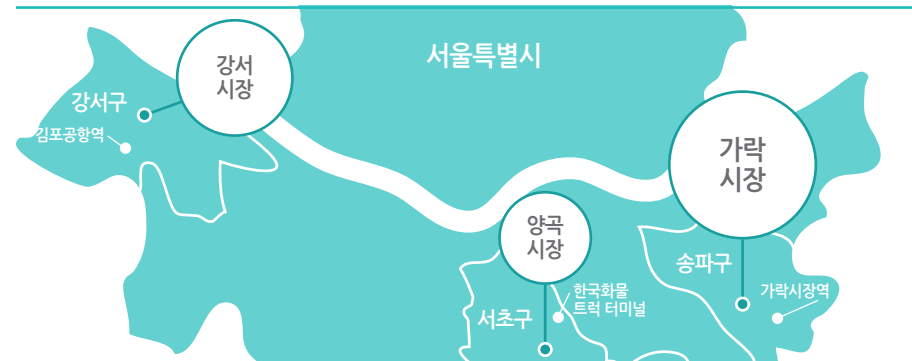 서울특별시
강서
시장
강서구
김포공항역
가락
시장
양곡
시장
송파구
가락시장역
한국화물
트럭 터미널
서초구